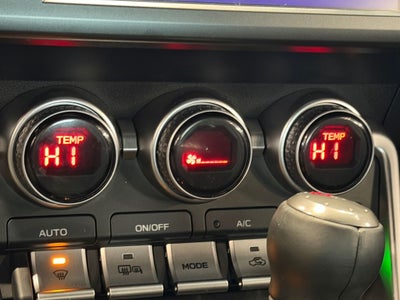 TEMP
HI
TEMP
HI
AUTO
ON/OFF
A/C
MODE